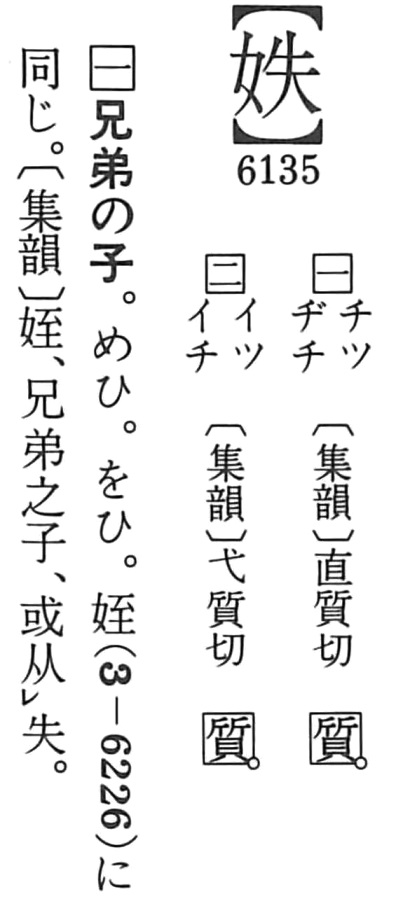 【妷】
6135
一 チツ ヂチ 〔集韻〕直質切 質
二 イツ イチ 〔集韻〕弋質切 質
一兄弟の子。めひ。をひ。姪(3−6226)に
同じ。〔集韻〕姪、兄弟之子、或从レ失。